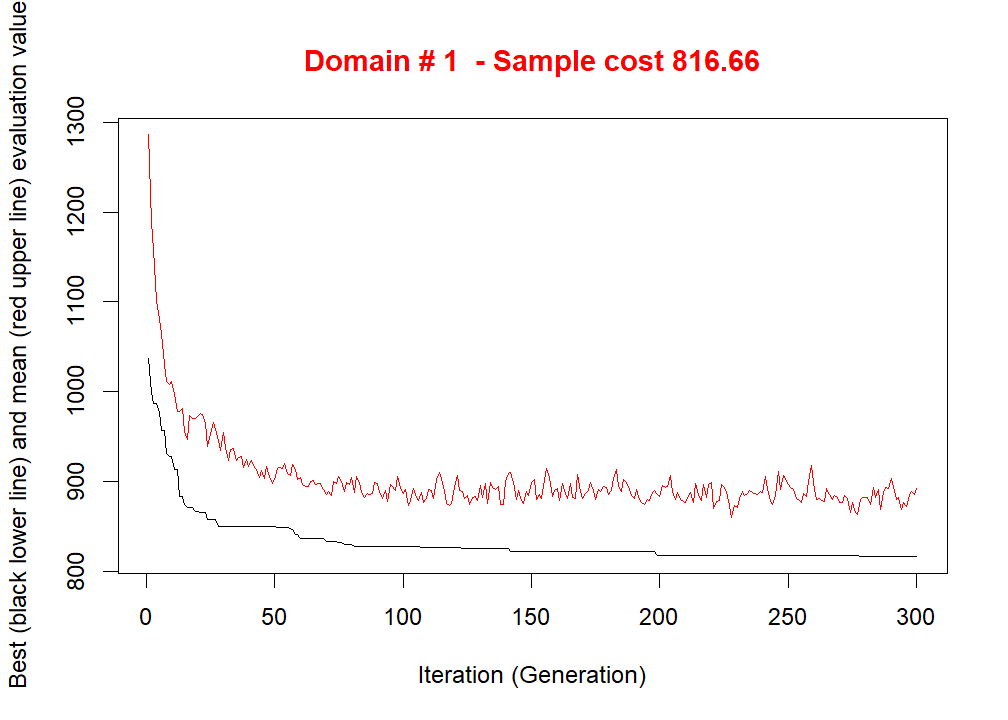 Domain # 1  - Sample cost 816.66
Best (black lower line) and mean (red upper line) evaluation value
1300
1200
1100
1000
900
800
0 50 100 150 200 250 300
Iteration (Generation)